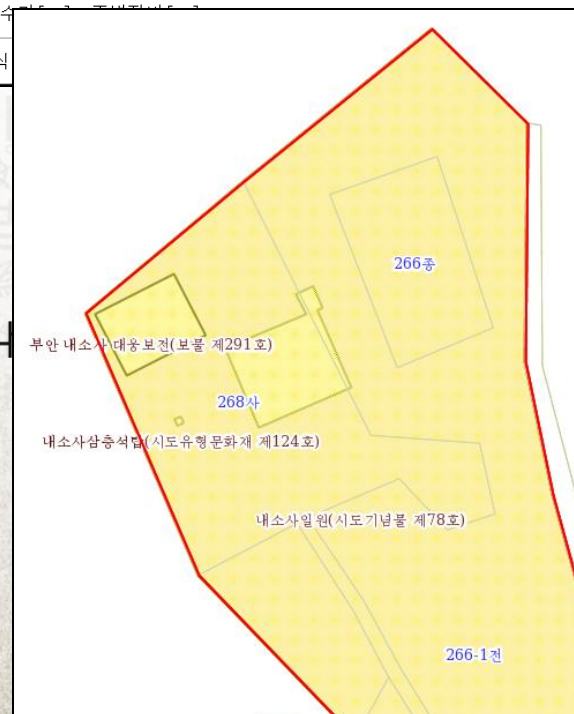 266종
부안 내소사 대웅보전(보물 제291호)
268사
내소사삼층석탑(시도유형문화재 제124호)
내소사일원(시도기념물 제78호)
266-1전